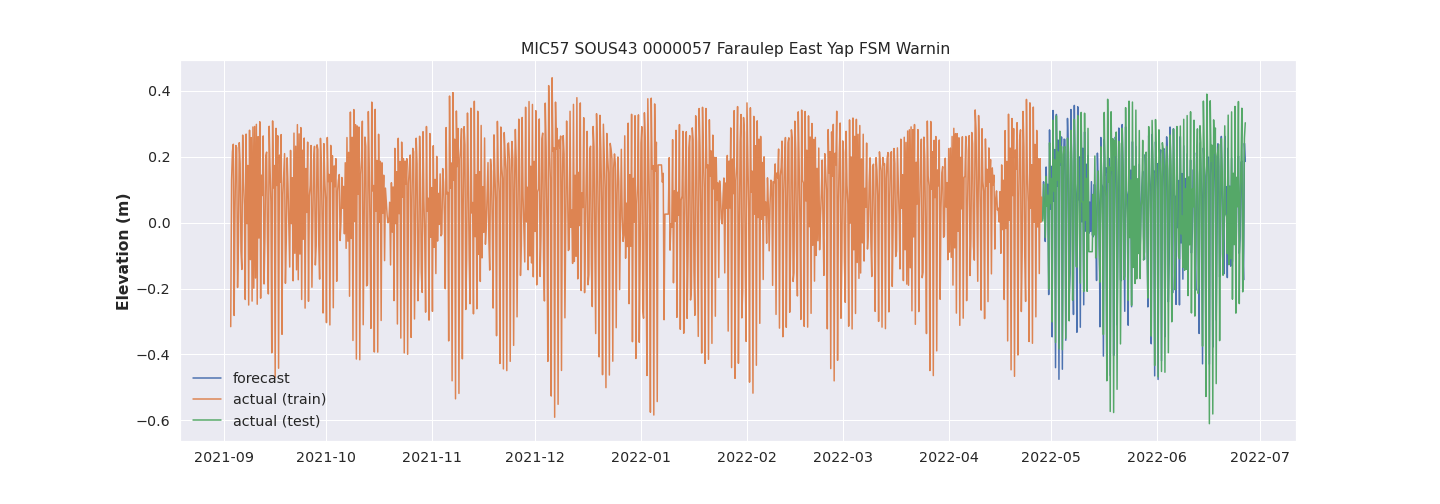 MIC57 SOUS43 0000057 Faraulep East Yap FSM Warnin
Elevation (m)
0.4
0.2
0.0
−0.2
−0.4
−0.6
forecast
actual (train)
actual (test)
2021-09 2021-10 2021-11 2021-12 2022-01 2022-02 2022-03 2022-04 2022-05 2022-06 2022-07